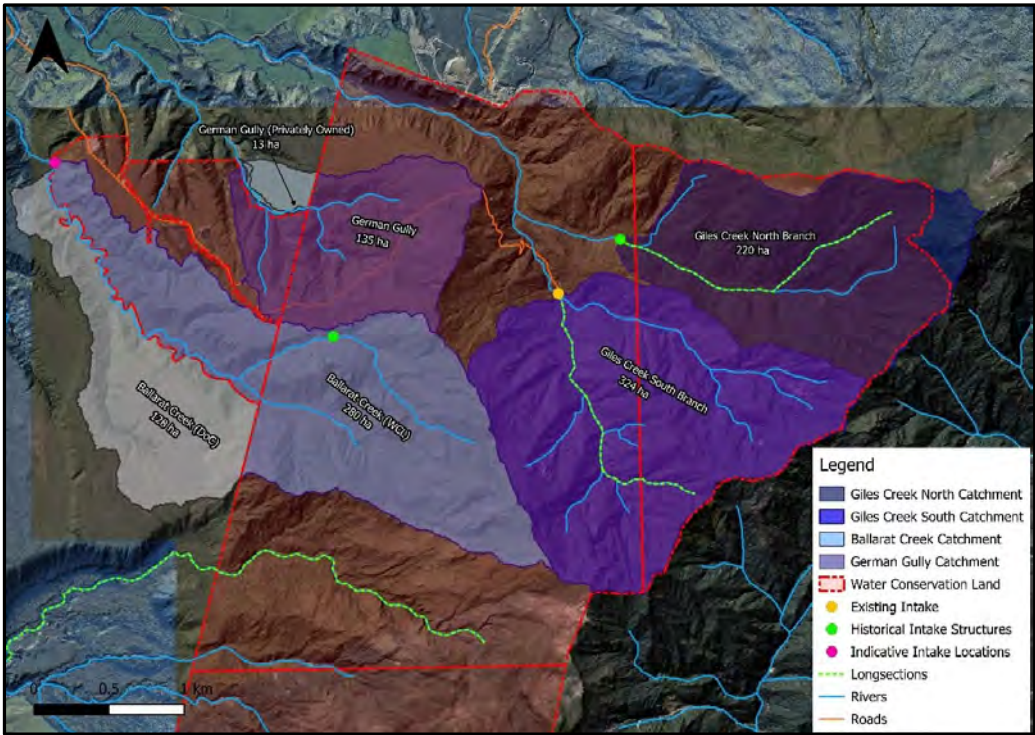 German Gully (Privately Owned)
13 ha
German Gully
135 ha
Giles Creek North Branch
220 ha
Giles Creek South Branch
324 ha
Ballarat Creek (WCL)
280 ha
Ballarat Creek (DoC)
128 ha
Legend
Giles Creek North Catchment
Giles Creek South Catchment
Ballarat Creek Catchment
German Gully Catchment
Water Conservation Land
Existing Intake
Historical Intake Structures
Indicative Intake Locations
Longsections
Rivers
Roads
0 0.5 1 km